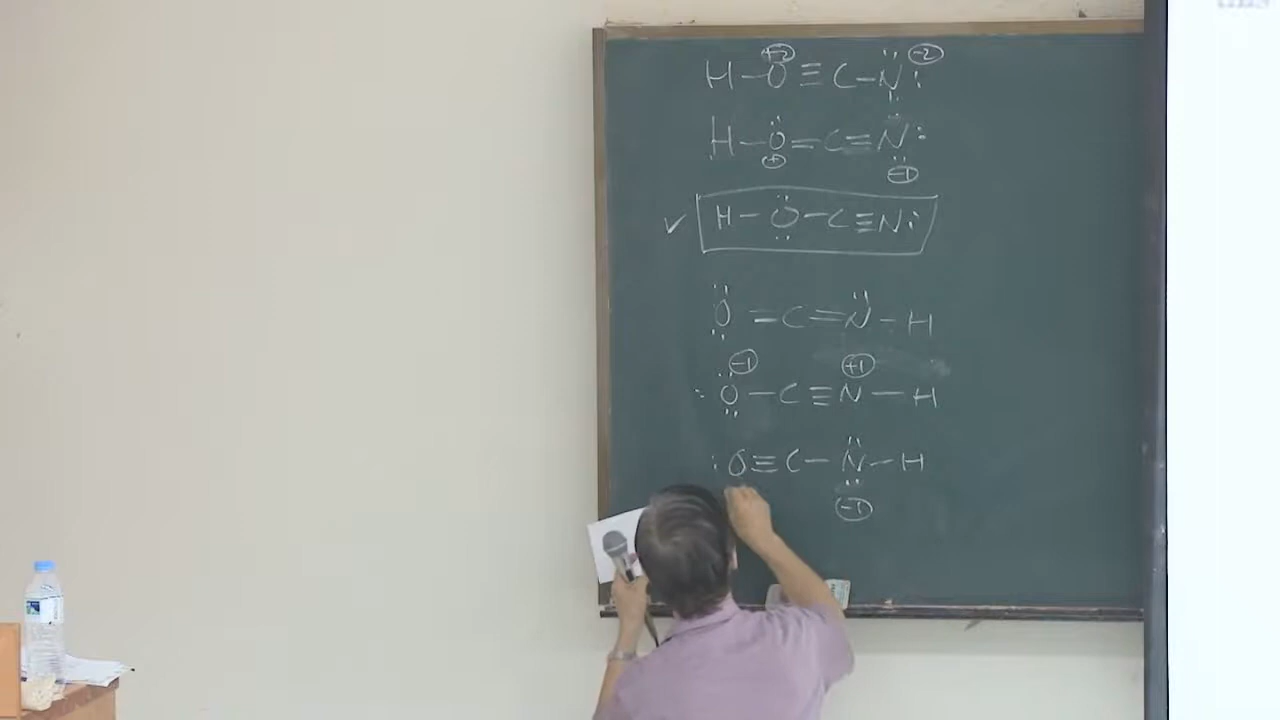 +2 -2
H-O≡C-N̈:
H-Ö=C≡N̈:
+ -1
✓ H-Ö-C≡N:
Ö=C=N̈-H
-1 +1
:Ö-C≡N-H
:O≡C-N̈-H
-1